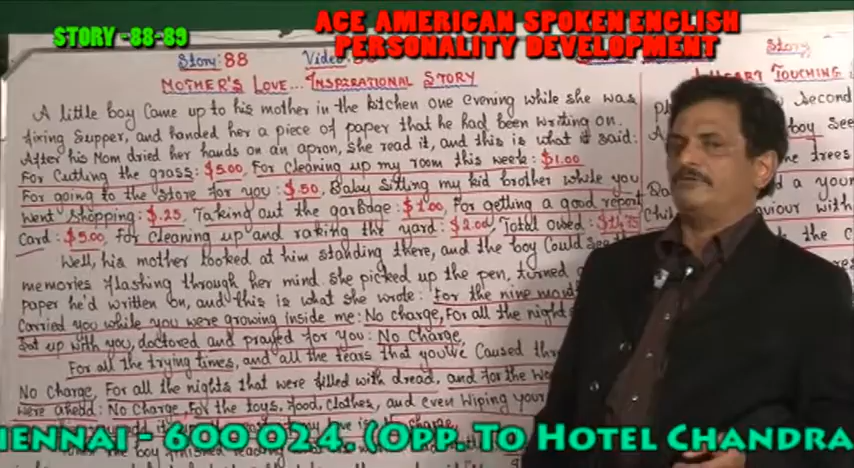 STORY -88-89
ACE AMERICAN SPOKEN ENGLISH
PERSONALITY DEVELOPMENT
Story: 88 Video:
MOTHER'S LOVE... INSPIRATIONAL STORY
A little boy came up to his mother in the kitchen one evening while she was
fixing supper, and handed her a piece of paper that he had been writing on.
After his Mom dried her hands on an apron, she read it, and this is what it said:
For Cutting the grass: $5.00, For cleaning up my room this week: $1.00
For going to the store for you: $.50, Baby sitting my kid brother while you
went shopping: $.25, Taking out the garbage: $1.00, For getting a good report
Card: $5.00, For cleaning up and raking the yard: $2.00, Total owed:
Well, his mother looked at him standing there, and the boy could see
memories flashing through her mind. she picked up the pen, turned
paper he'd written on, and this is what she wrote: For the nine
Carried you while you were growing inside me: No charge, For all the nights
Sat up with you, doctored and prayed for you: No Charge,
For all the trying times, and all the tears that you've caused
No Charge, For all the nights that were filled with dread, and for the
were ahead: No Charge, For the toys, food, clothes, and even wiping your
Story
HEART TOUCHING
Second
boy
trees
a
with
the c
CHENNAI - 600 024. (OPP. TO HOTEL CHANDRA